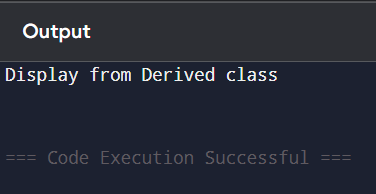 Output
Display from Derived class
=== Code Execution Successful ===